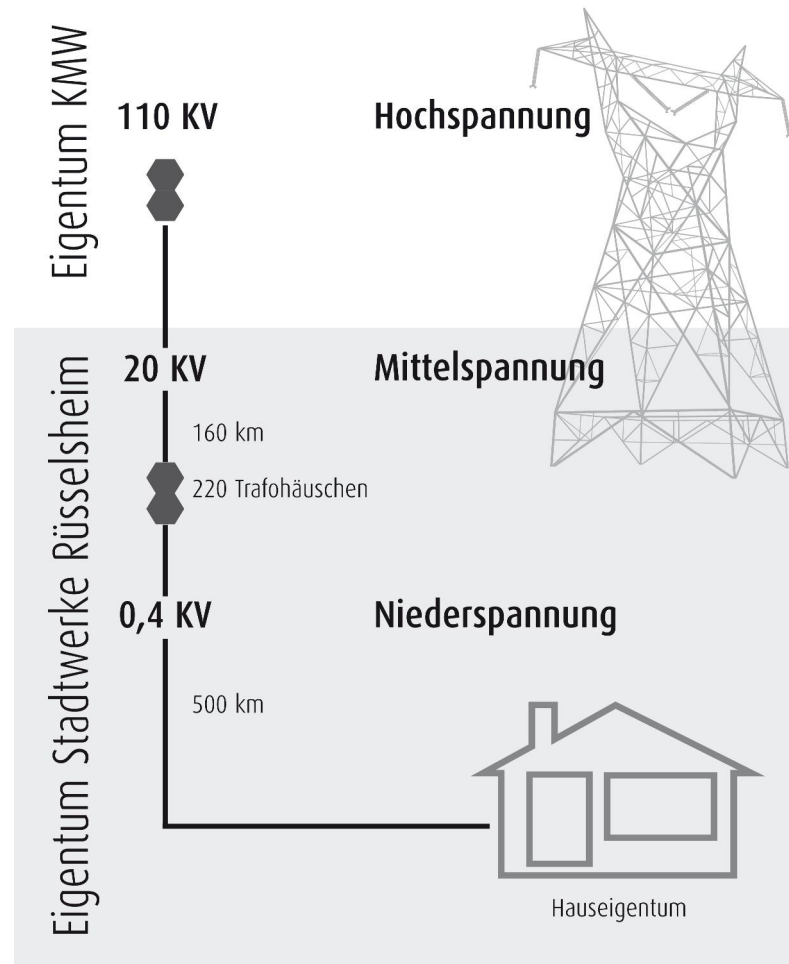 Eigentum KMW
110 KV
Hochspannung
Eigentum Stadtwerke Rüsselsheim
20 KV
Mittelspannung
160 km
220 Trafohäuschen
0,4 KV
Niederspannung
500 km
Hauseigentum